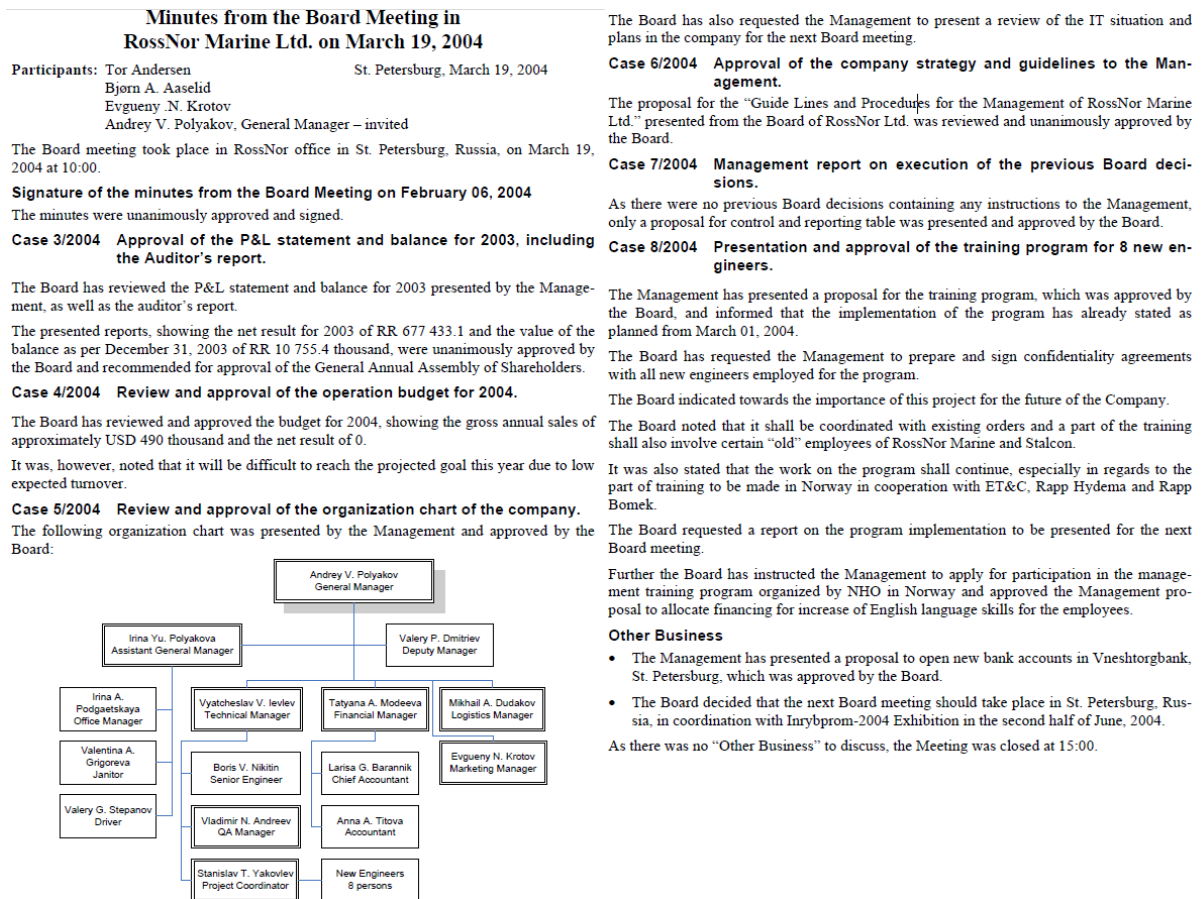 Minutes from the Board Meeting in
RossNor Marine Ltd. on March 19, 2004
Participants: Tor Andersen St. Petersburg, March 19, 2004
Bjørn A. Aaselid
Evgueny .N. Krotov
Andrey V. Polyakov, General Manager – invited
The Board meeting took place in RossNor office in St. Petersburg, Russia, on March 19,
2004 at 10:00.
Signature of the minutes from the Board Meeting on February 06, 2004
The minutes were unanimously approved and signed.
Case 3/2004 Approval of the P&L statement and balance for 2003, including
the Auditor's report.
The Board has reviewed the P&L statement and balance for 2003 presented by the Manage-
ment, as well as the auditor's report.
The presented reports, showing the net result for 2003 of RR 677 433.1 and the value of the
balance as per December 31, 2003 of RR 10 755.4 thousand, were unanimously approved by
the Board and recommended for approval of the General Annual Assembly of Shareholders.
Case 4/2004 Review and approval of the operation budget for 2004.
The Board has reviewed and approved the budget for 2004, showing the gross annual sales of
approximately USD 490 thousand and the net result of 0.
It was, however, noted that it will be difficult to reach the projected goal this year due to low
expected turnover.
Case 5/2004 Review and approval of the organization chart of the company.
The following organization chart was presented by the Management and approved by the
Board:
Andrey V. Polyakov
General Manager
Irina Yu. Polyakova
Assistant General Manager
Valery P. Dmitriev
Deputy Manager
Irina A.
Podgaetskaya
Office Manager
Vyatcheslav V. Ievlev
Technical Manager
Tatyana A. Modeeva
Financial Manager
Mikhail A. Dudakov
Logistics Manager
Valentina A.
Grigoreva
Janitor
Boris V. Nikitin
Senior Engineer
Larisa G. Barannik
Chief Accountant
Evgueny N. Krotov
Marketing Manager
Valery G. Stepanov
Driver
Vladimir N. Andreev
QA Manager
Anna A. Titova
Accountant
Stanislav T. Yakovlev
Project Coordinator
New Engineers
8 persons
The Board has also requested the Management to present a review of the IT situation and
plans in the company for the next Board meeting.
Case 6/2004 Approval of the company strategy and guidelines to the Man-
agement.
The proposal for the “Guide Lines and Procedures for the Management of RossNor Marine
Ltd.” presented from the Board of RossNor Ltd. was reviewed and unanimously approved by
the Board.
Case 7/2004 Management report on execution of the previous Board deci-
sions.
As there were no previous Board decisions containing any instructions to the Management,
only a proposal for control and reporting table was presented and approved by the Board.
Case 8/2004 Presentation and approval of the training program for 8 new en-
gineers.
The Management has presented a proposal for the training program, which was approved by
the Board, and informed that the implementation of the program has already stated as
planned from March 01, 2004.
The Board has requested the Management to prepare and sign confidentiality agreements
with all new engineers employed for the program.
The Board indicated towards the importance of this project for the future of the Company.
The Board noted that it shall be coordinated with existing orders and a part of the training
shall also involve certain “old” employees of RossNor Marine and Stalcon.
It was also stated that the work on the program shall continue, especially in regards to the
part of training to be made in Norway in cooperation with ET&C, Rapp Hydema and Rapp
Bomek.
The Board requested a report on the program implementation to be presented for the next
Board meeting.
Further the Board has instructed the Management to apply for participation in the manage-
ment training program organized by NHO in Norway and approved the Management pro-
posal to allocate financing for increase of English language skills for the employees.
Other Business
• The Management has presented a proposal to open new bank accounts in Vneshtorgbank,
St. Petersburg, which was approved by the Board.
• The Board decided that the next Board meeting should take place in St. Petersburg, Rus-
sia, in coordination with Inrybprom-2004 Exhibition in the second half of June, 2004.
As there was no “Other Business” to discuss, the Meeting was closed at 15:00.